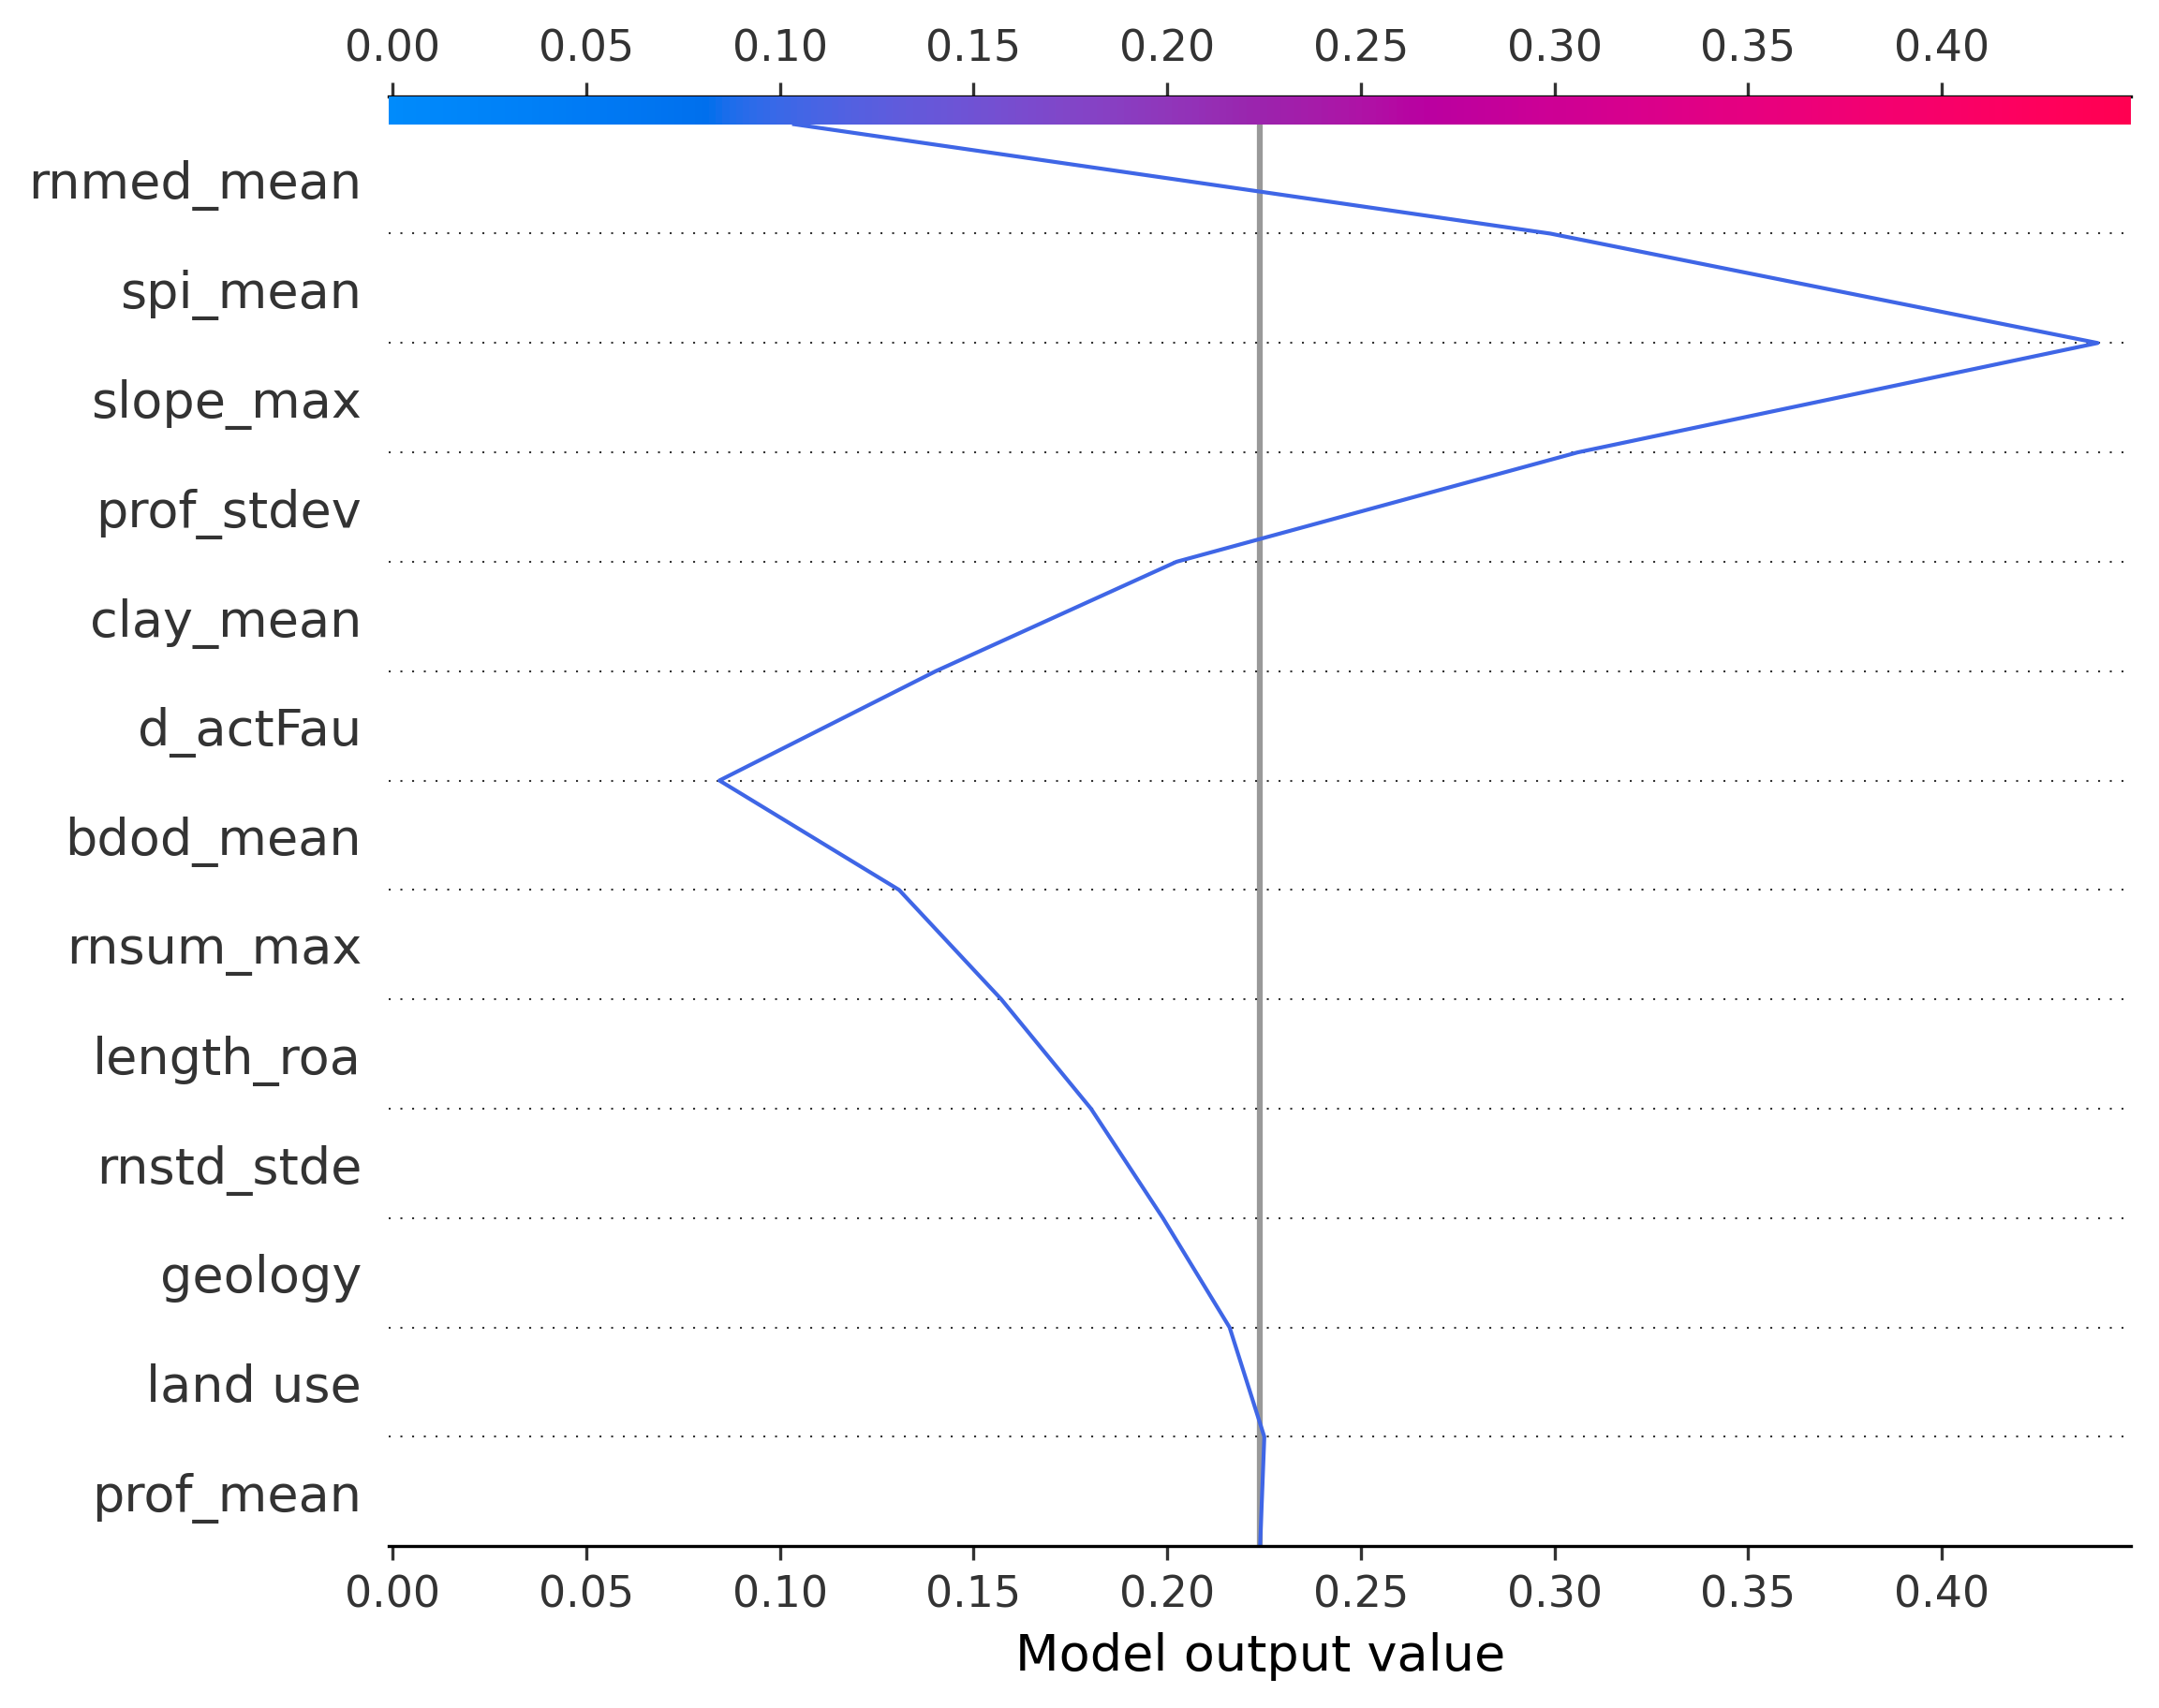 0.00 0.05 0.10 0.15 0.20 0.25 0.30 0.35 0.40
rnmed_mean
spi_mean
slope_max
prof_stdev
clay_mean
d_actFau
bdod_mean
rnsum_max
length_roa
rnstd_stde
geology
land use
prof_mean
0.00 0.05 0.10 0.15 0.20 0.25 0.30 0.35 0.40
Model output value